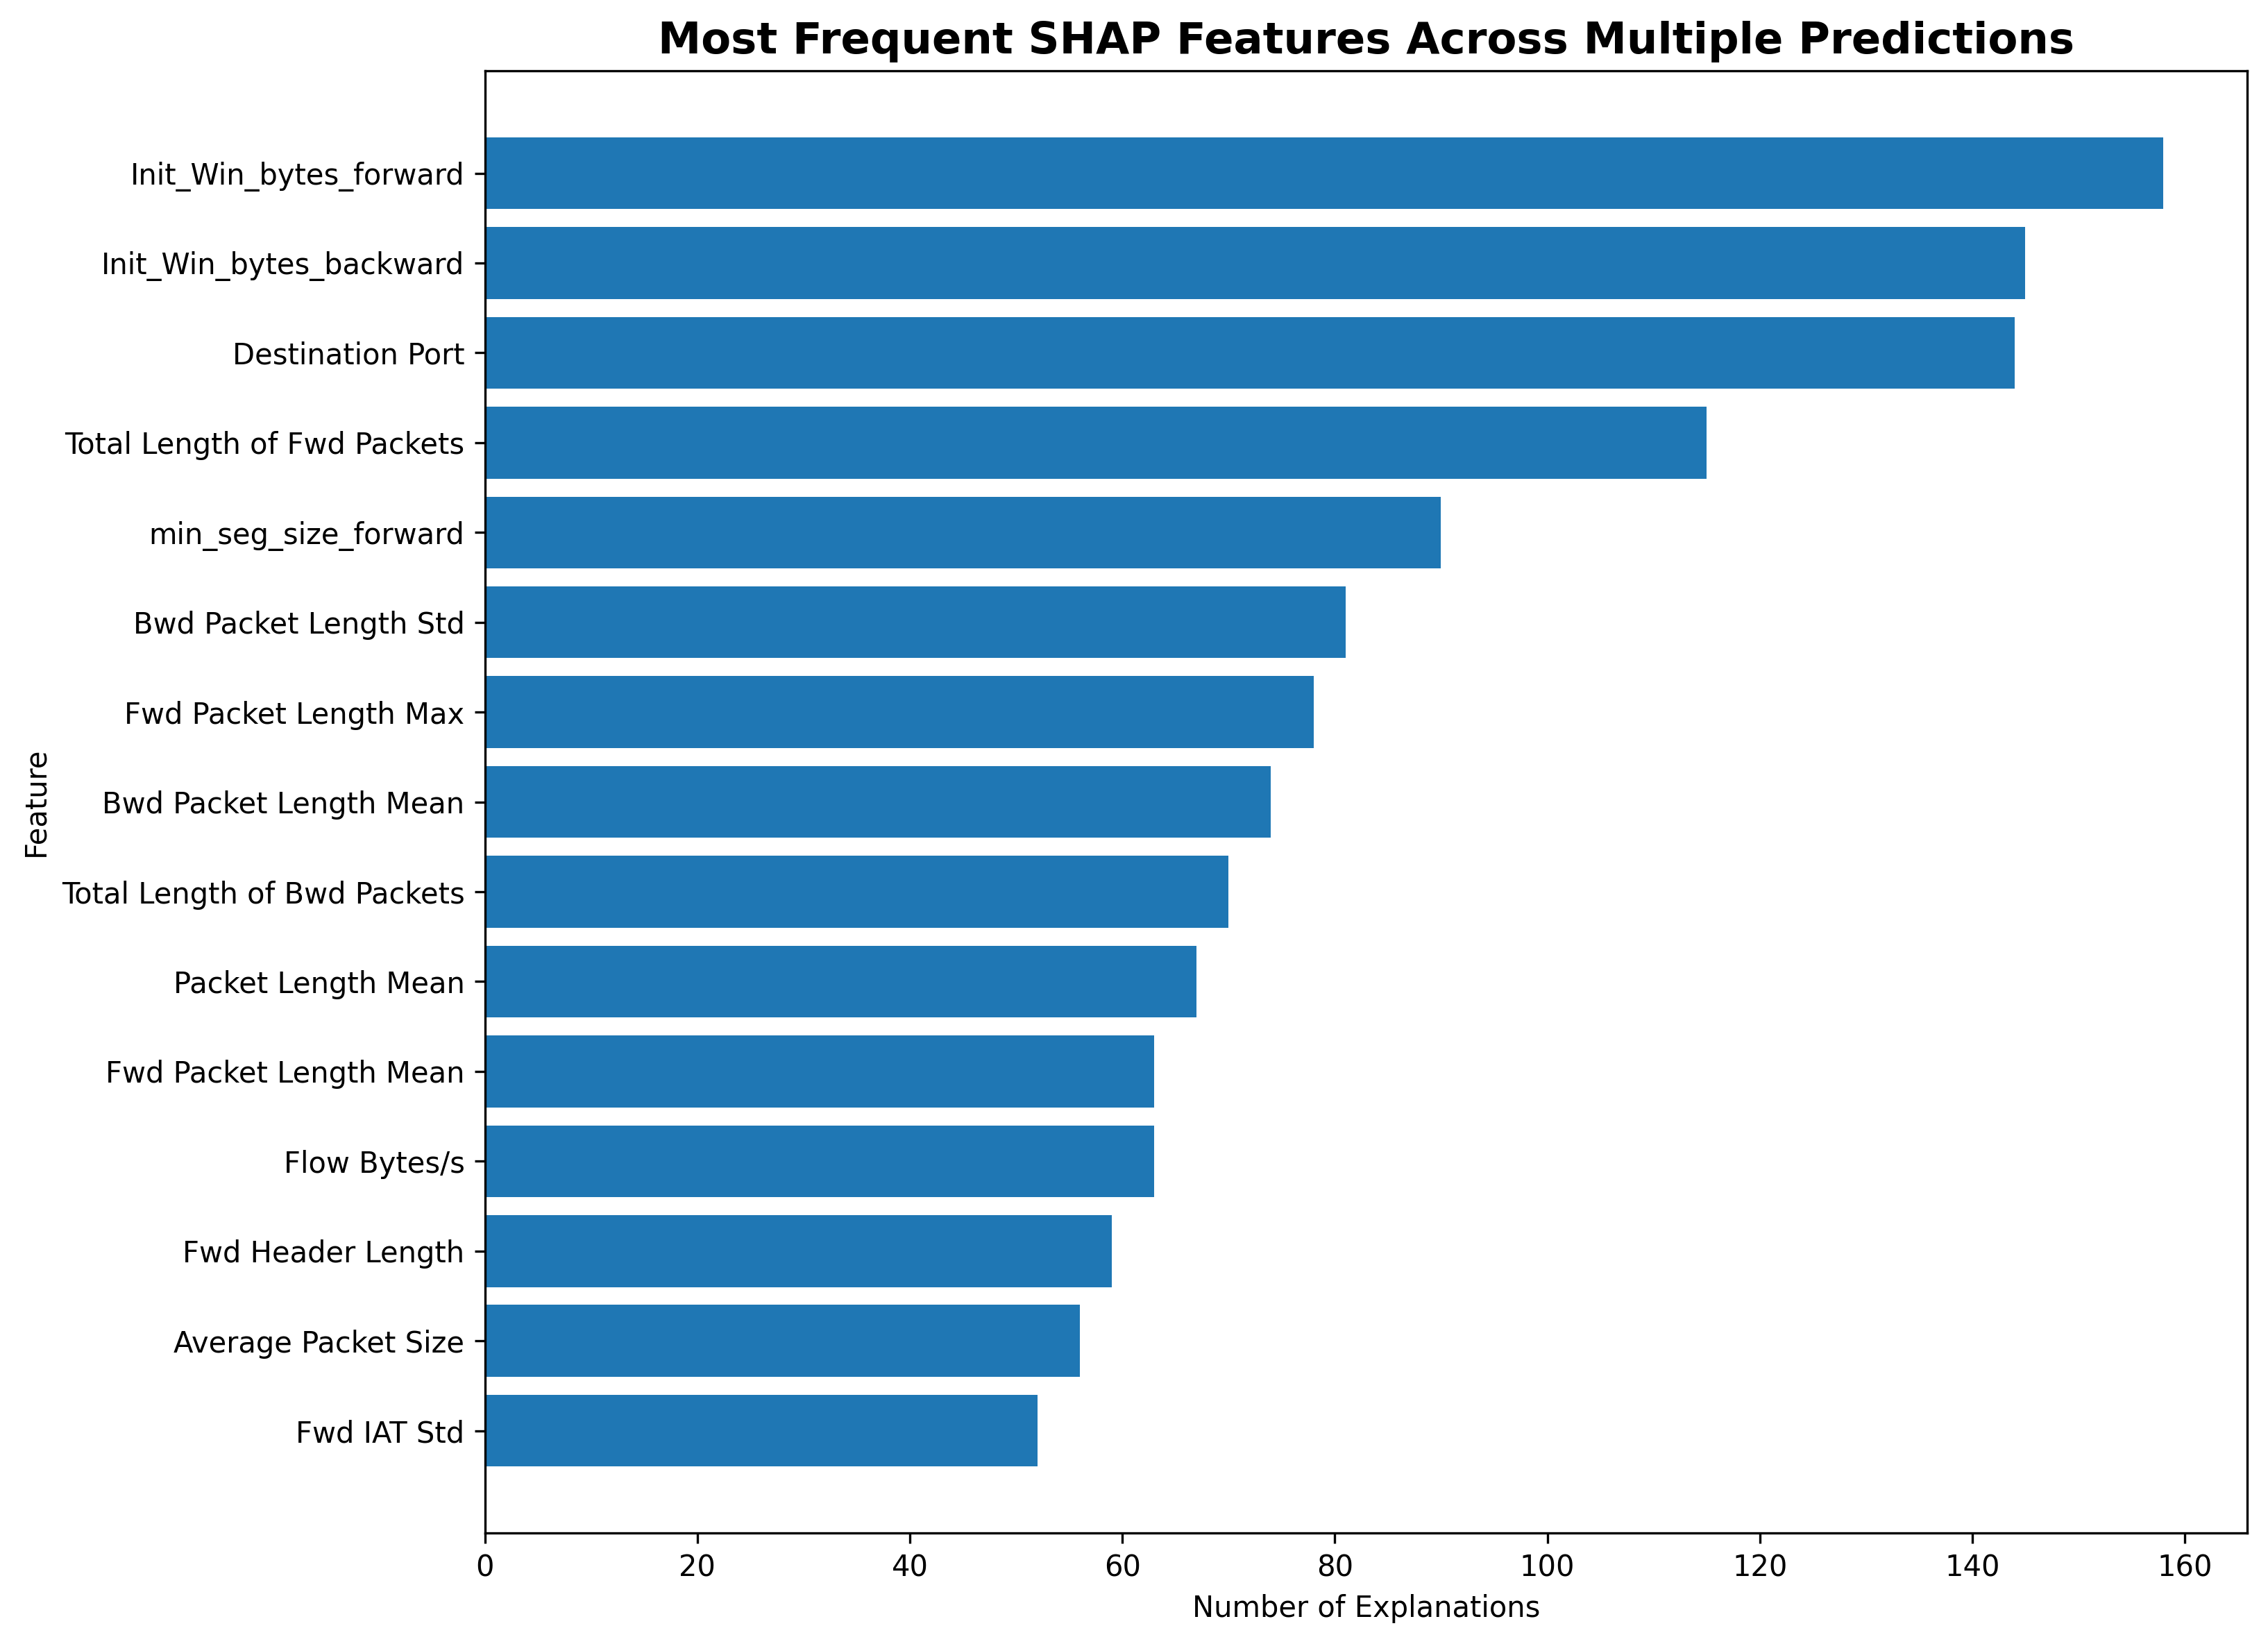 Most Frequent SHAP Features Across Multiple Predictions
Init_Win_bytes_forward
Init_Win_bytes_backward
Destination Port
Total Length of Fwd Packets
min_seg_size_forward
Bwd Packet Length Std
Fwd Packet Length Max
Bwd Packet Length Mean
Total Length of Bwd Packets
Packet Length Mean
Fwd Packet Length Mean
Flow Bytes/s
Fwd Header Length
Average Packet Size
Fwd IAT Std
Feature
0 20 40 60 80 100 120 140 160
Number of Explanations